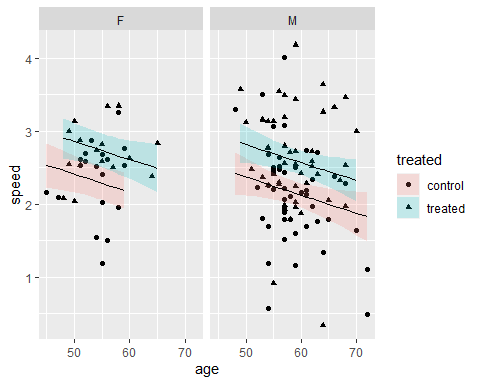 F M
4
3
2
1
speed
50 60 70 50 60 70
age
treated
control
treated